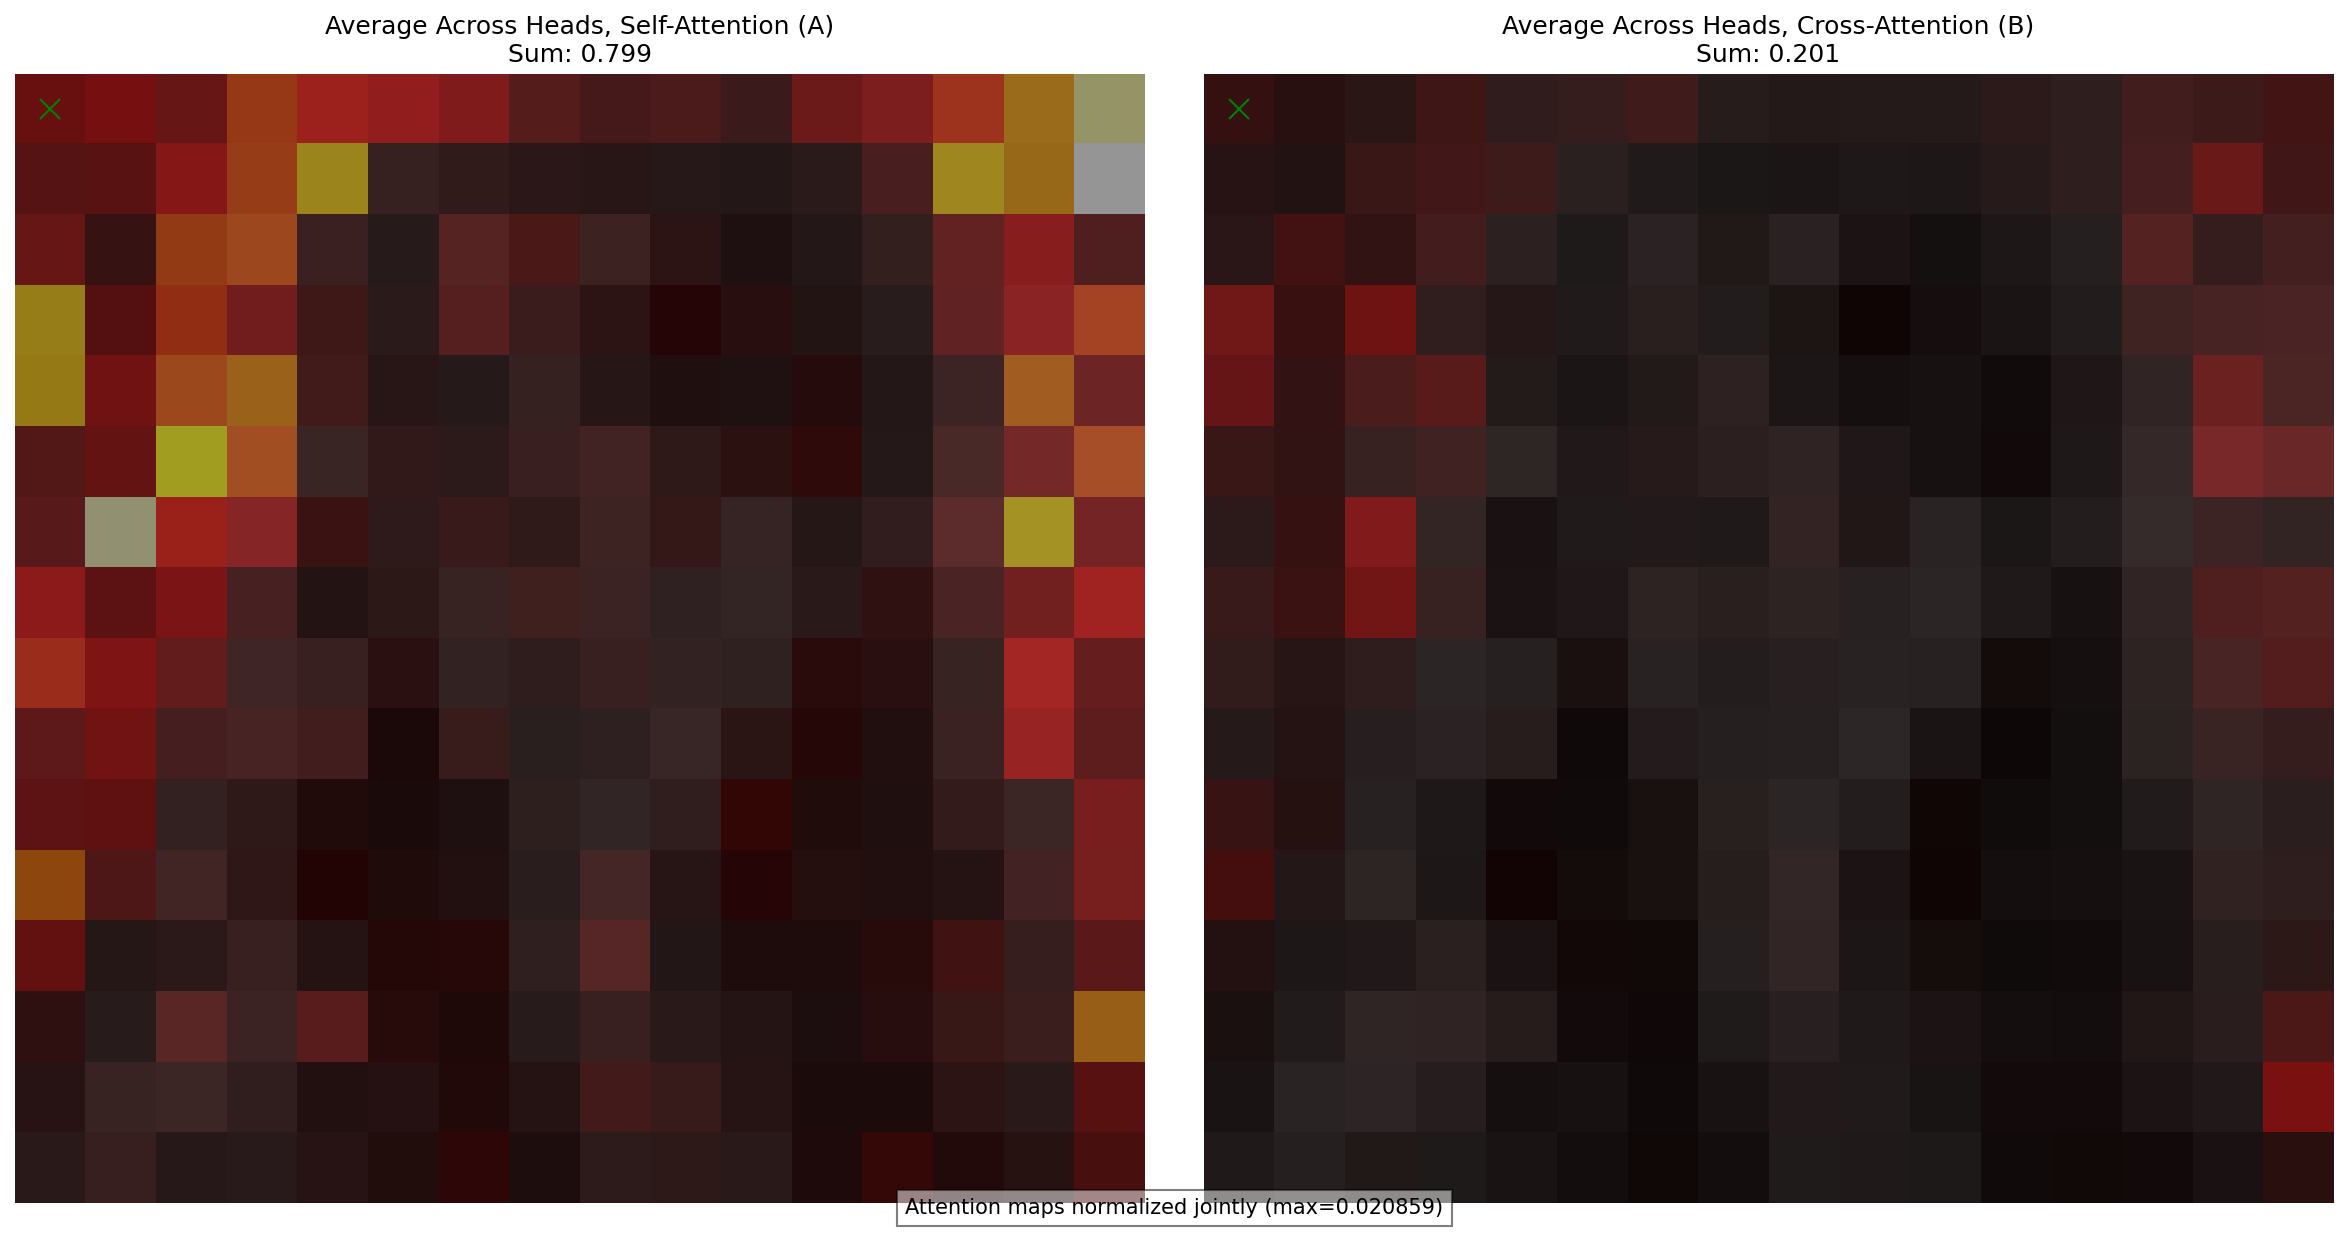 Average Across Heads, Self-Attention (A)
Sum: 0.799
Average Across Heads, Cross-Attention (B)
Sum: 0.201
Attention maps normalized jointly (max=0.020859)